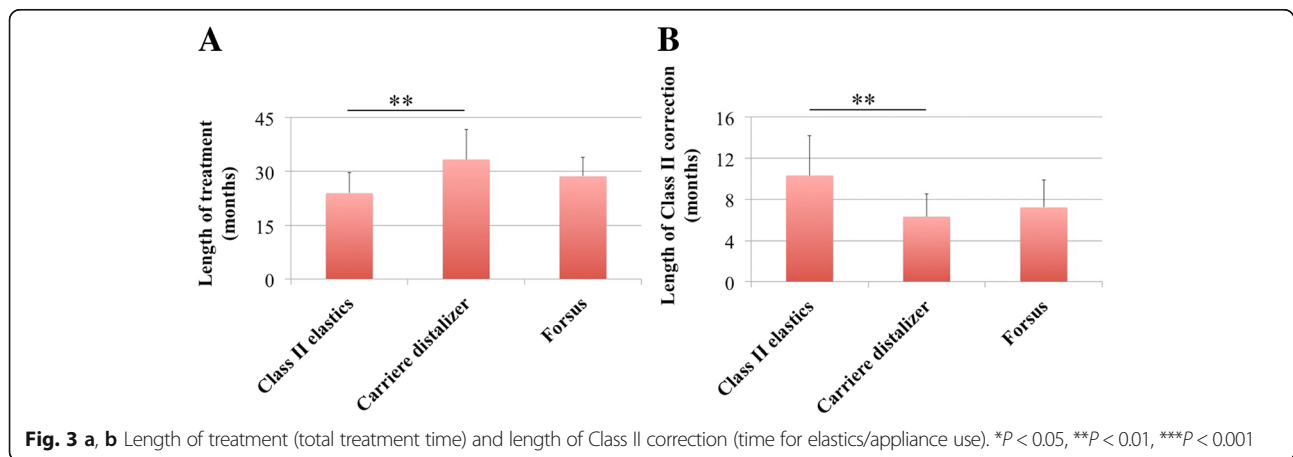 A
**
Length of treatment
(months)
45
30
15
0
Class II elastics
Carriere distalizer
Forsus
B
**
Length of Class II correction
(months)
16
12
8
4
0
Class II elastics
Carriere distalizer
Forsus
Fig. 3 a, b Length of treatment (total treatment time) and length of Class II correction (time for elastics/appliance use). *P < 0.05, **P < 0.01, ***P < 0.001